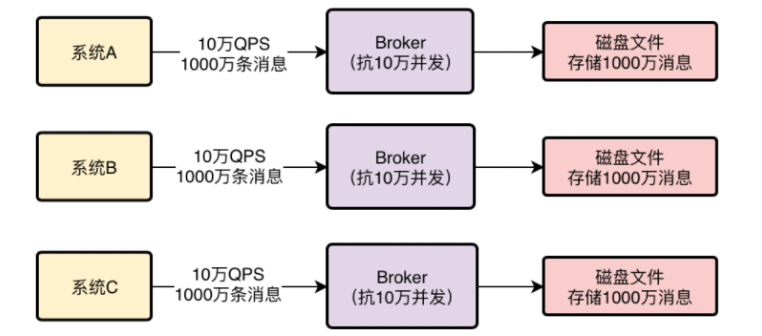 系统A
10万QPS
1000万条消息
Broker
（抗10万并发）
磁盘文件
存储1000万消息
系统B
10万QPS
1000万条消息
Broker
（抗10万并发）
磁盘文件
存储1000万消息
系统C
10万QPS
1000万条消息
Broker
（抗10万并发）
磁盘文件
存储1000万消息